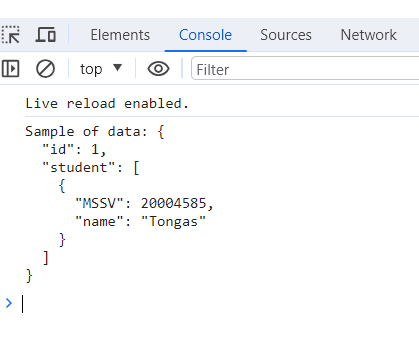 Elements Console Sources Network
top ▼ Filter
Live reload enabled.
Sample of data: {
  "id": 1,
  "student": [
    {
      "MSSV": 20004585,
      "name": "Tongas"
    }
  ]
}
>